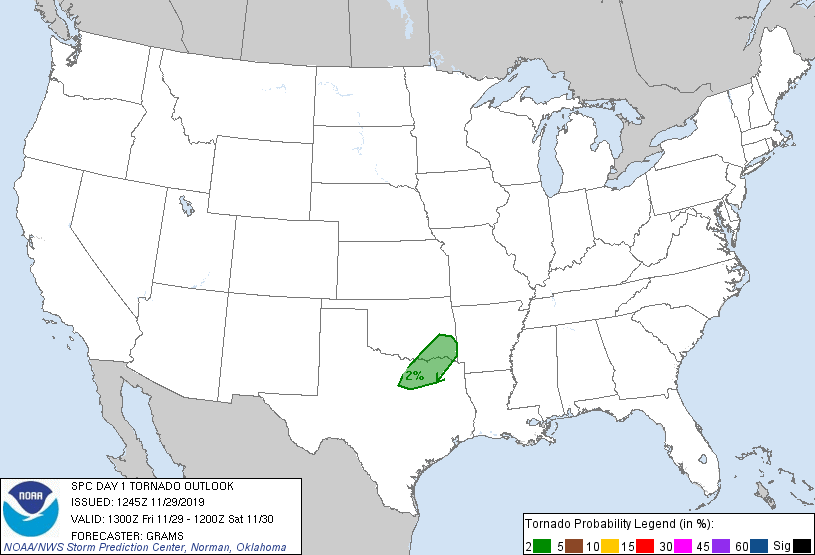 2%
SPC DAY 1 TORNADO OUTLOOK
ISSUED: 1245Z 11/29/2019
VALID: 1300Z Fri 11/29 - 1200Z Sat 11/30
FORECASTER: GRAMS
NOAA/NWS Storm Prediction Center, Norman, Oklahoma
NOAA
Tornado Probability Legend (in %):
2 5 10 15 30 45 60 Sig